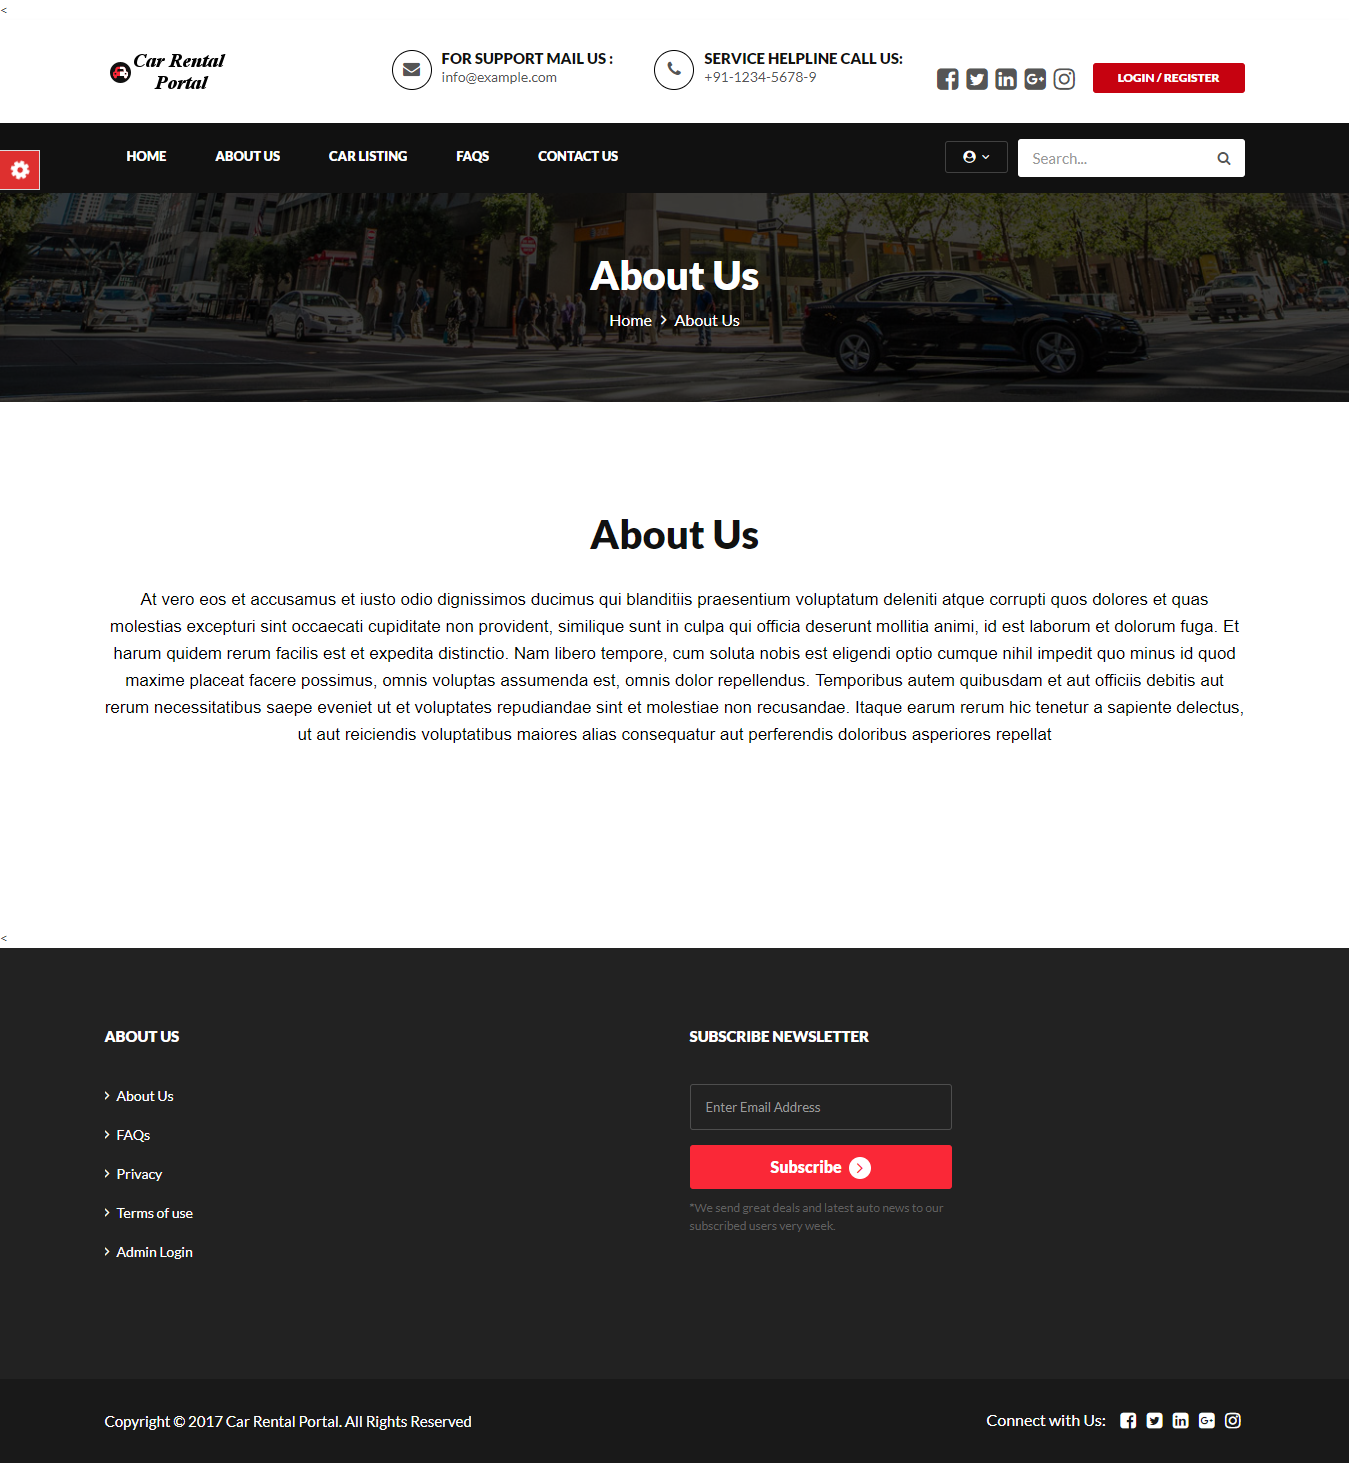 <
Car Rental
Portal
FOR SUPPORT MAIL US :
info@example.com
SERVICE HELPLINE CALL US:
+91-1234-5678-9
LOGIN / REGISTER
HOME
ABOUT US
CAR LISTING
FAQS
CONTACT US
Search...
About Us
Home
About Us
About Us
At vero eos et accusamus et iusto odio dignissimos ducimus qui blanditiis praesentium voluptatum deleniti atque corrupti quos dolores et quas
molestias excepturi sint occaecati cupiditate non provident, similique sunt in culpa qui officia deserunt mollitia animi, id est laborum et dolorum fuga. Et
harum quidem rerum facilis est et expedita distinctio. Nam libero tempore, cum soluta nobis est eligendi optio cumque nihil impedit quo minus id quod
maxime placeat facere possimus, omnis voluptas assumenda est, omnis dolor repellendus. Temporibus autem quibusdam et aut officiis debitis aut
rerum necessitatibus saepe eveniet ut et voluptates repudiandae sint et molestiae non recusandae. Itaque earum rerum hic tenetur a sapiente delectus,
ut aut reiciendis voluptatibus maiores alias consequatur aut perferendis doloribus asperiores repellat
<
ABOUT US
About Us
FAQs
Privacy
Terms of use
Admin Login
SUBSCRIBE NEWSLETTER
Enter Email Address
Subscribe
*We send great deals and latest auto news to our
subscribed users very week.
Copyright © 2017 Car Rental Portal. All Rights Reserved
Connect with Us: